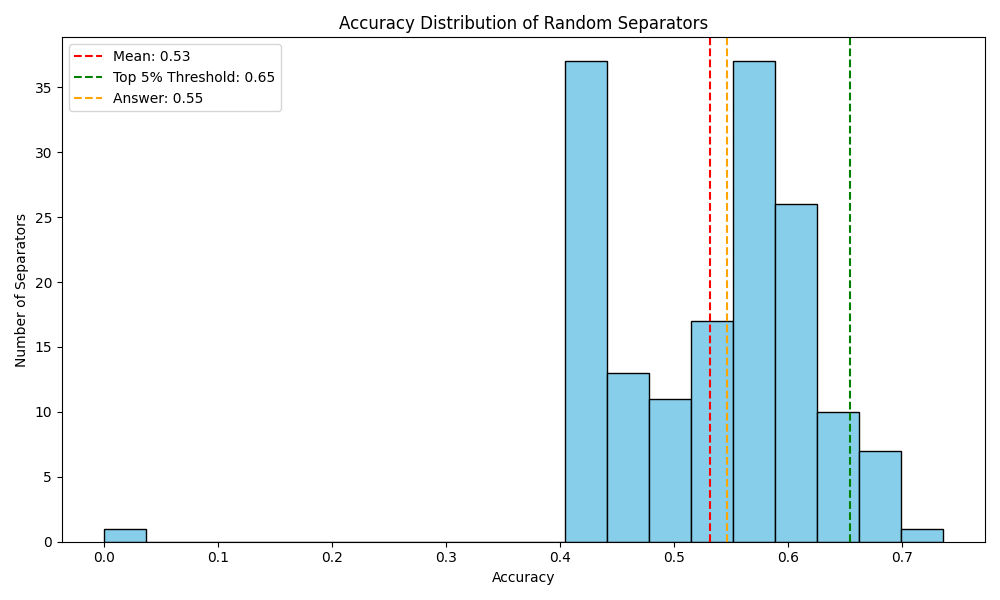 Accuracy Distribution of Random Separators
Mean: 0.53
Top 5% Threshold: 0.65
Answer: 0.55
Number of Separators
35
30
25
20
15
10
5
0
0.0 0.1 0.2 0.3 0.4 0.5 0.6 0.7
Accuracy